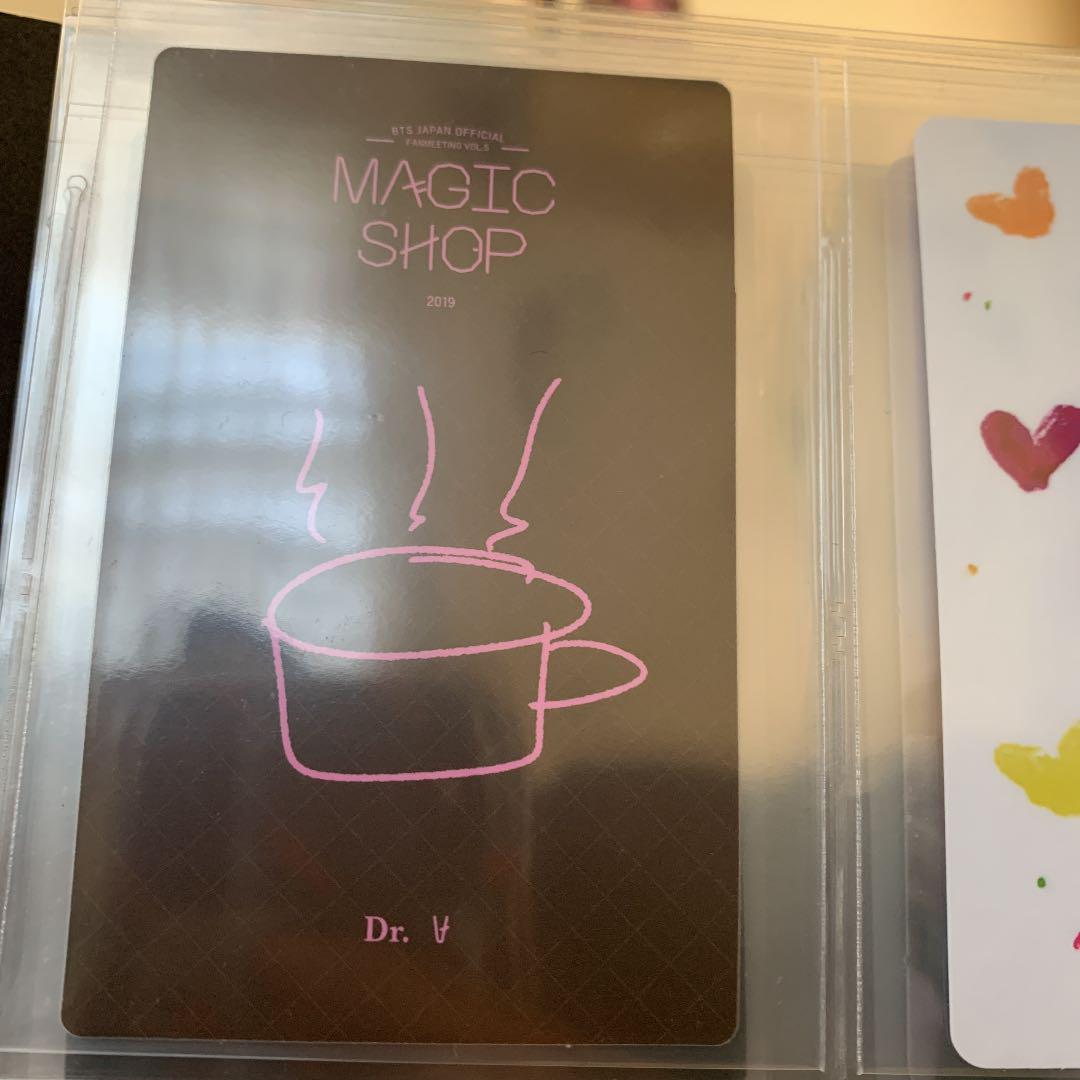 BTS JAPAN OFFICIAL
FANMEETING VOL.5
MAGIC
SHOP
2019
Dr. Ɐ